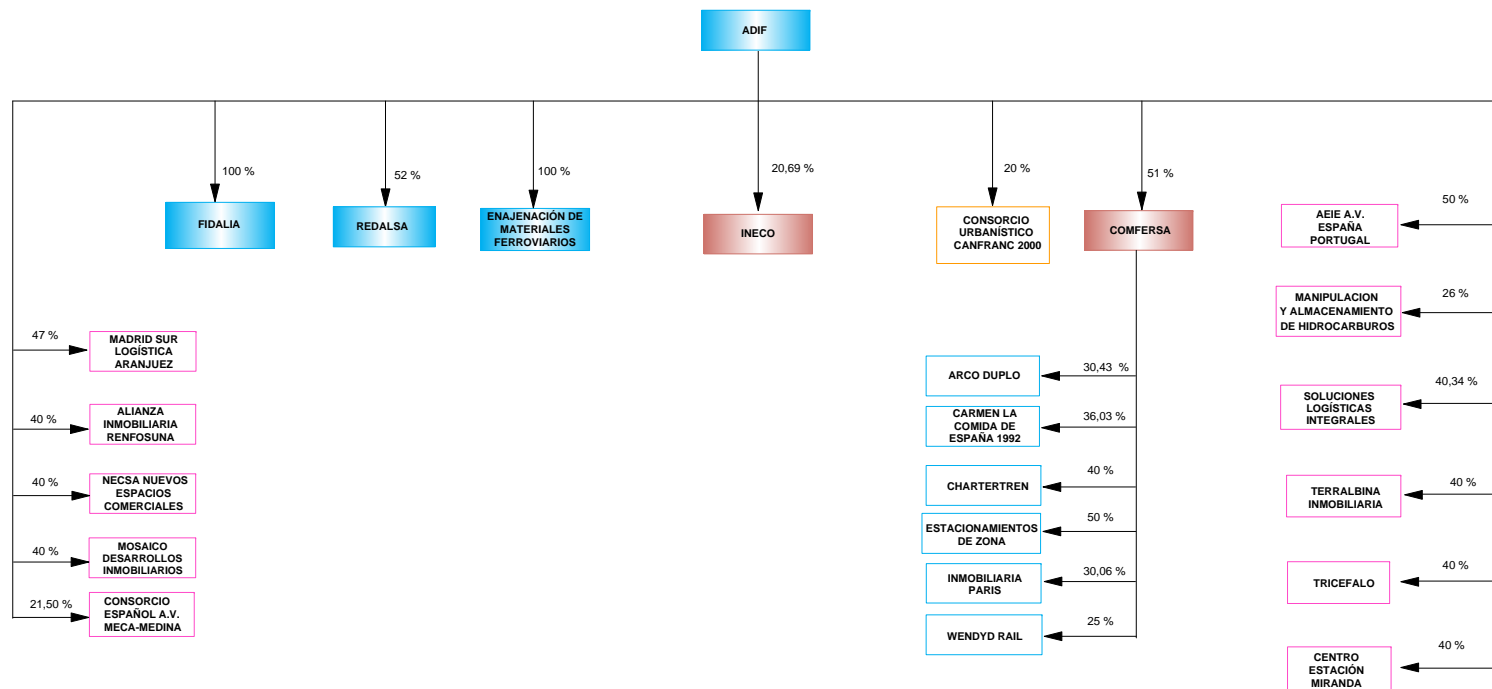 ADIF
100 %
52 %
100 %
20,69 %
20 %
51 %
FIDALIA
REDALSA
ENAJENACIÓN DE
MATERIALES
FERROVIARIOS
INECO
CONSORCIO
URBANÍSTICO
CANFRANC 2000
COMFERSA
50 %
AEIE A.V.
ESPAÑA
PORTUGAL
47 %
MADRID SUR
LOGÍSTICA
ARANJUEZ
40 %
ALIANZA
INMOBILIARIA
RENFOSUNA
40 %
NECSA NUEVOS
ESPACIOS
COMERCIALES
40 %
MOSAICO
DESARROLLOS
INMOBILIARIOS
21,50 %
CONSORCIO
ESPAÑOL A.V.
MECA-MEDINA
ARCO DUPLO
30,43 %
CARMEN LA
COMIDA DE
ESPAÑA 1992
36,03 %
CHARTERTREN
40 %
ESTACIONAMIENTOS
DE ZONA
50 %
INMOBILIARIA
PARIS
30,06 %
WENDYD RAIL
25 %
MANIPULACION
Y ALMACENAMIENTO
DE HIDROCARBUROS
26 %
SOLUCIONES
LOGÍSTICAS
INTEGRALES
40,34 %
TERRALBINA
INMOBILIARIA
40 %
TRICEFALO
40 %
CENTRO
ESTACIÓN
MIRANDA
40 %